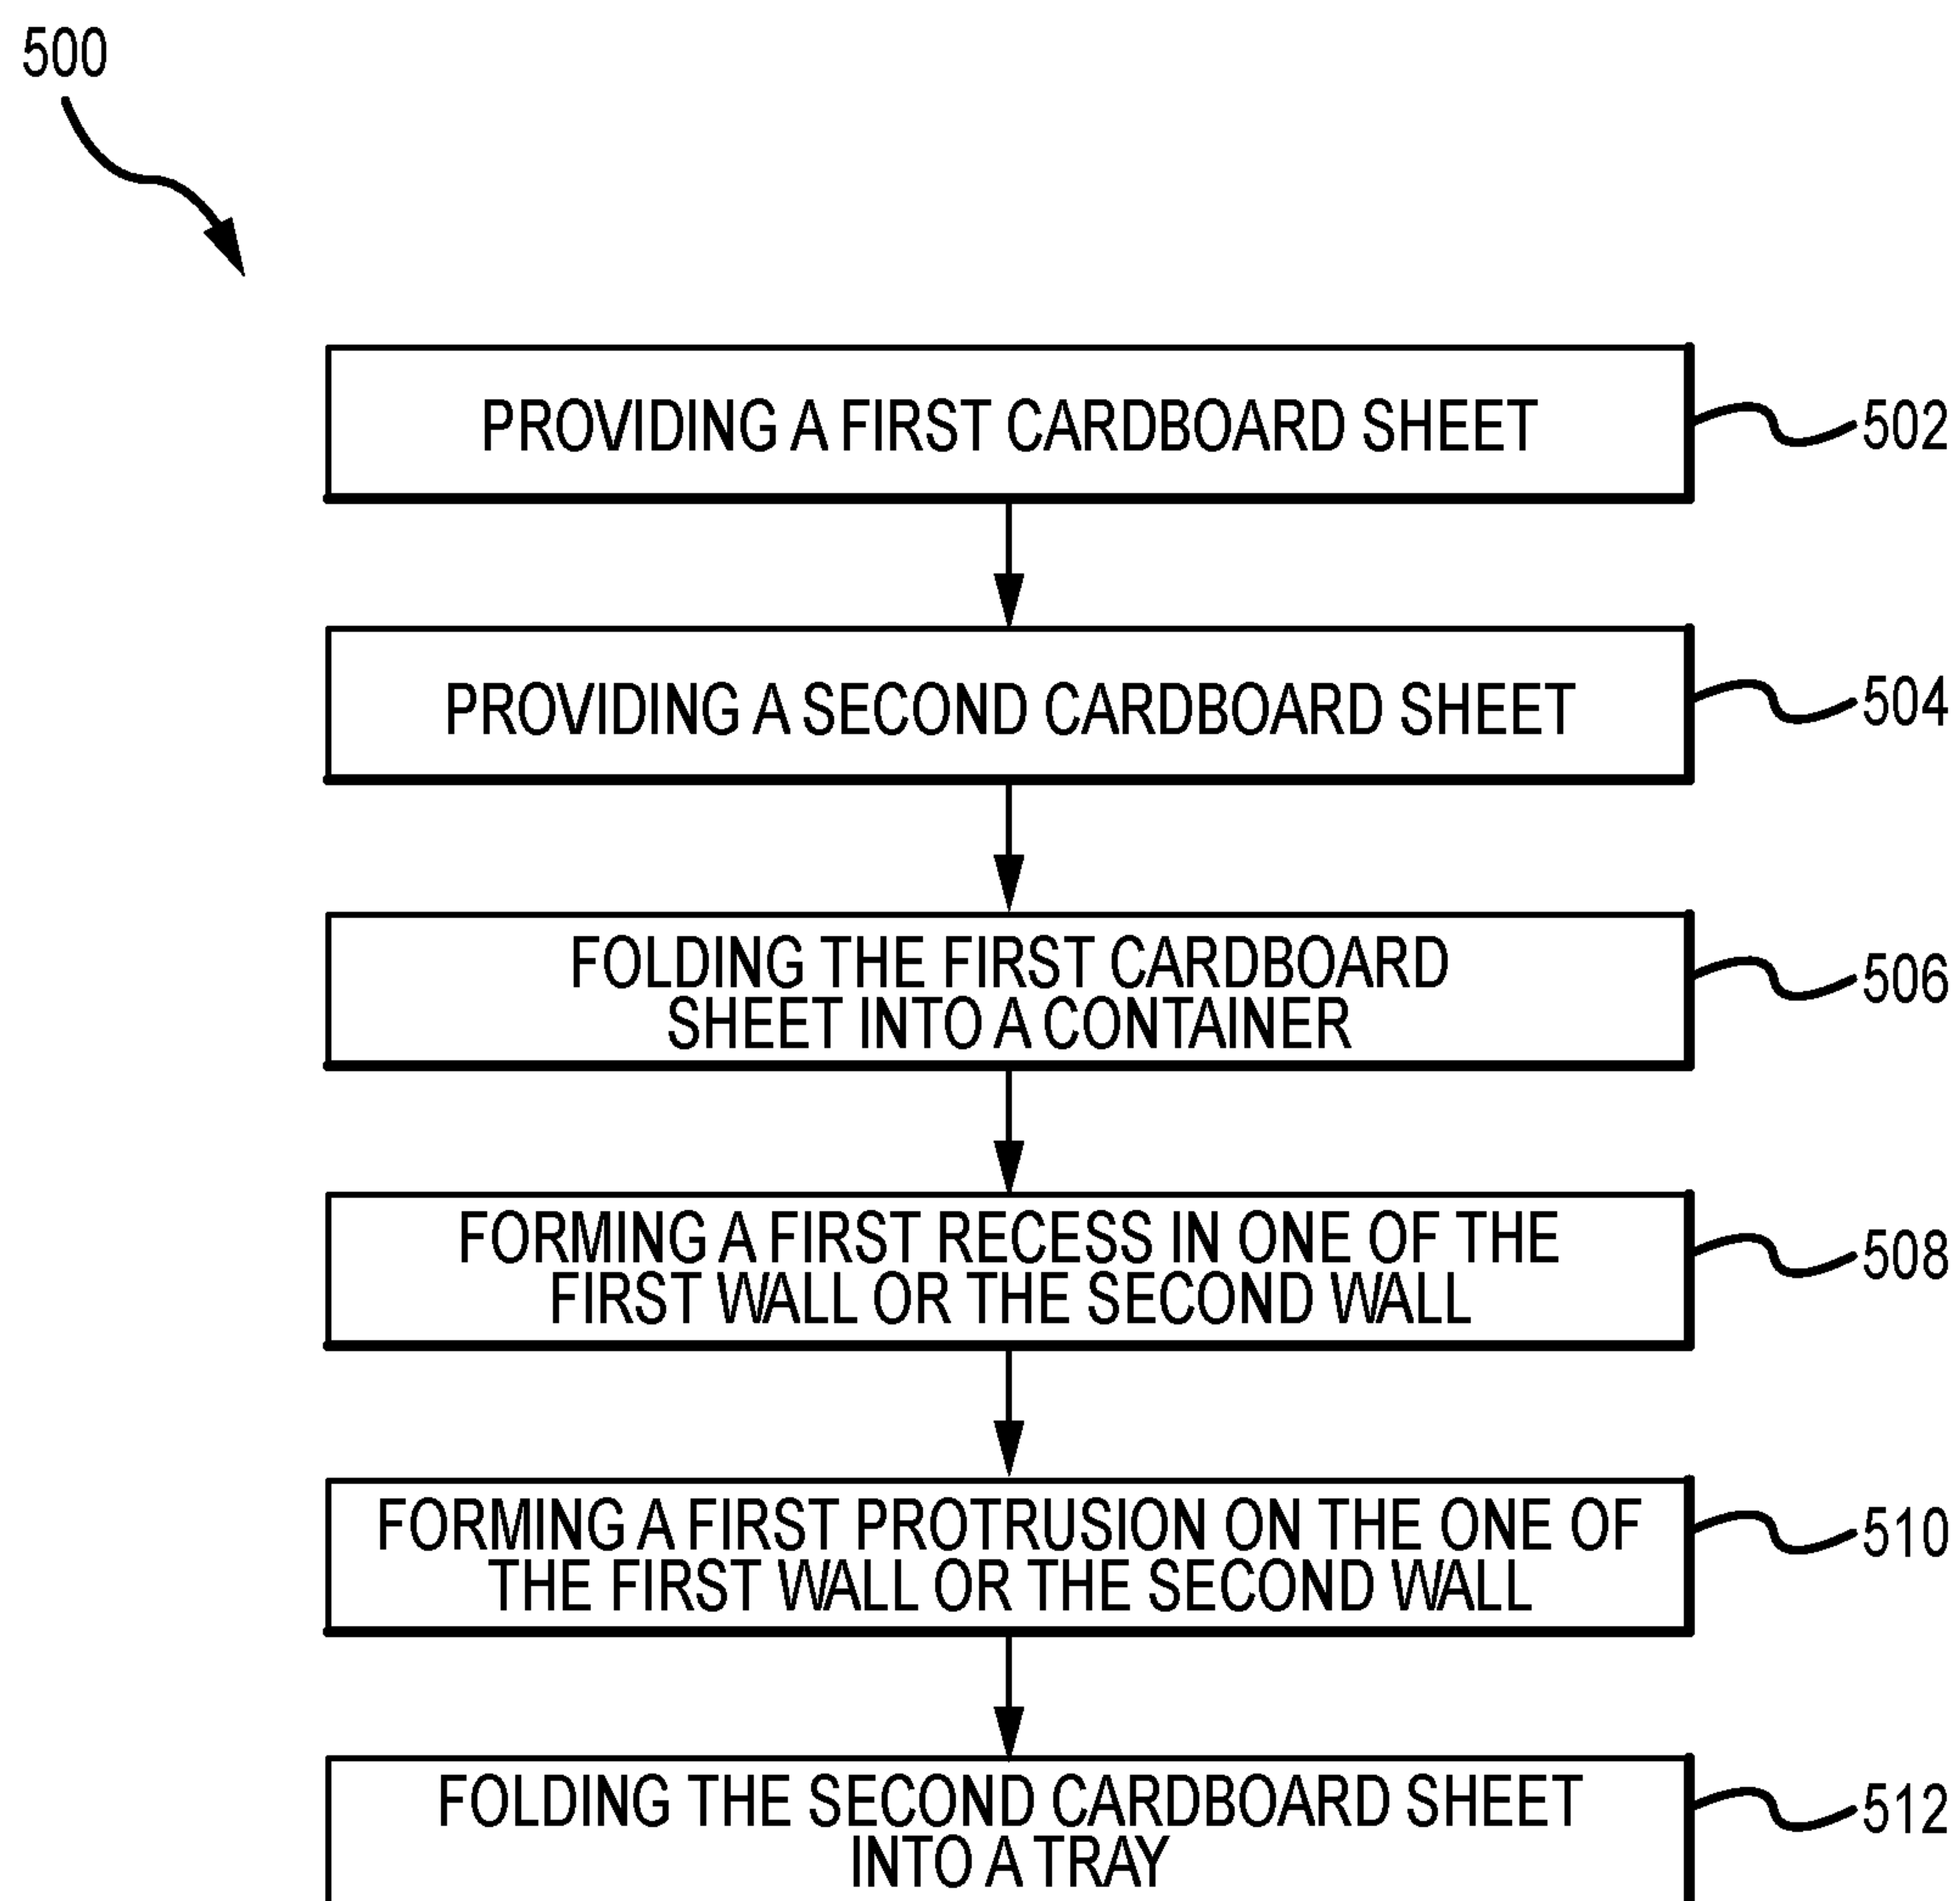 500
PROVIDING A FIRST CARDBOARD SHEET
502
PROVIDING A SECOND CARDBOARD SHEET
504
FOLDING THE FIRST CARDBOARD
SHEET INTO A CONTAINER
506
FORMING A FIRST RECESS IN ONE OF THE
FIRST WALL OR THE SECOND WALL
508
FORMING A FIRST PROTRUSION ON THE ONE OF
THE FIRST WALL OR THE SECOND WALL
510
FOLDING THE SECOND CARDBOARD SHEET
INTO A TRAY
512